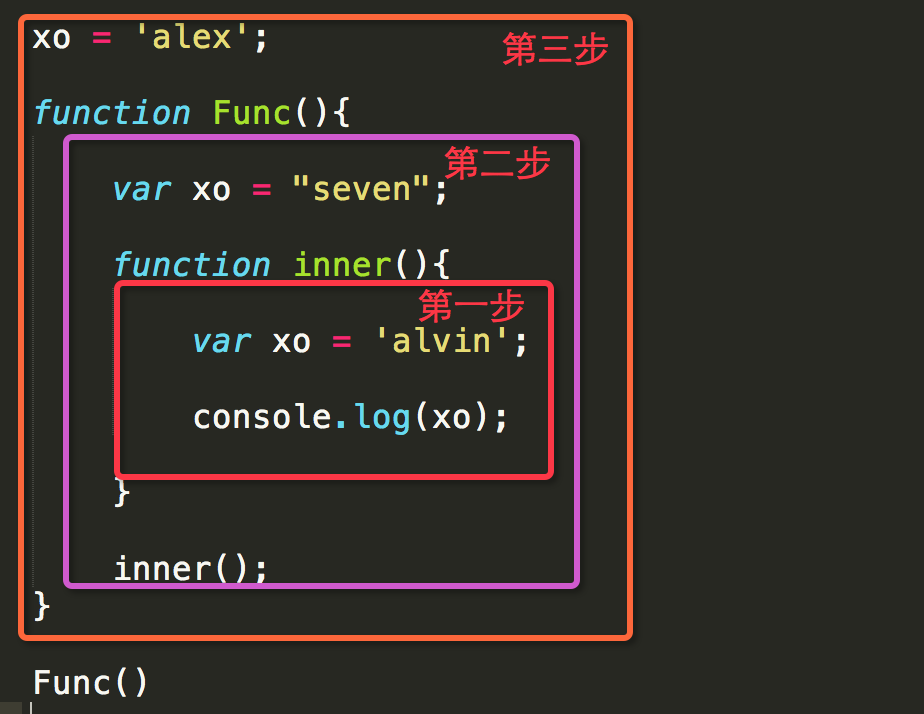 xo = 'alex';
第三步
function Func(){
第二步
var xo = "seven";
function inner(){
第一步
var xo = 'alvin';
console.log(xo);
}
inner();
}
Func()